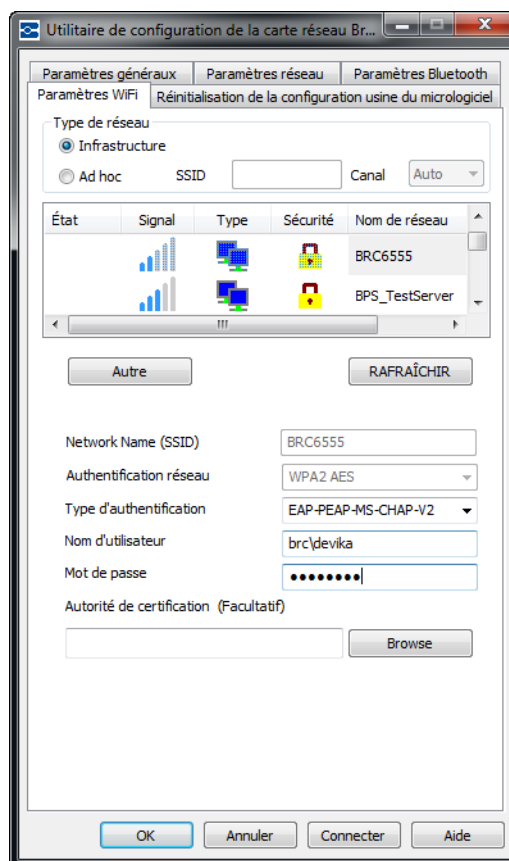 Utilitaire de configuration de la carte réseau Br...
Paramètres généraux Paramètres réseau Paramètres Bluetooth
Paramètres WiFi Réinitialisation de la configuration usine du micrologiciel
Type de réseau
Infrastructure
Ad hoc SSID Canal Auto
État Signal Type Sécurité Nom de réseau
BRC6555
BPS_TestServer
Autre RAFRAÎCHIR
Network Name (SSID) BRC6555
Authentification réseau WPA2 AES
Type d'authentification EAP-PEAP-MS-CHAP-V2
Nom d'utilisateur brc\devika
Mot de passe ••••••••
Autorité de certification (Facultatif)
Browse
OK Annuler Connecter Aide